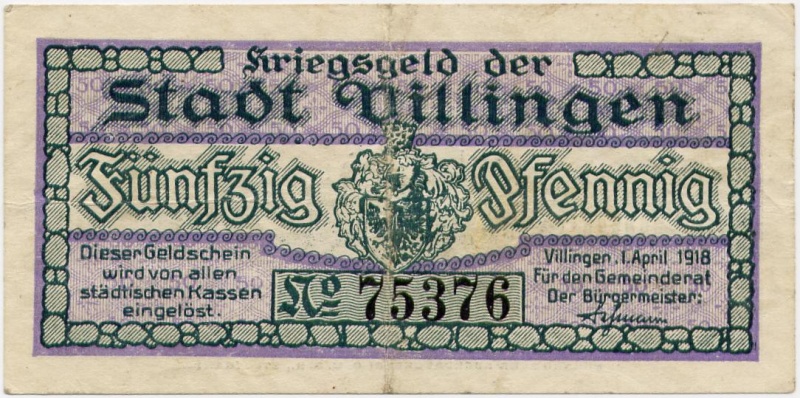 Kriegsgeld der
Stadt Villingen
Fünfzig Pfennig
Dieser Geldschein
wird von allen
städtischen Kassen
eingelöst.
No 75376
Villingen, 1. April 1918
Für den Gemeinderat
Der Bürgermeister: